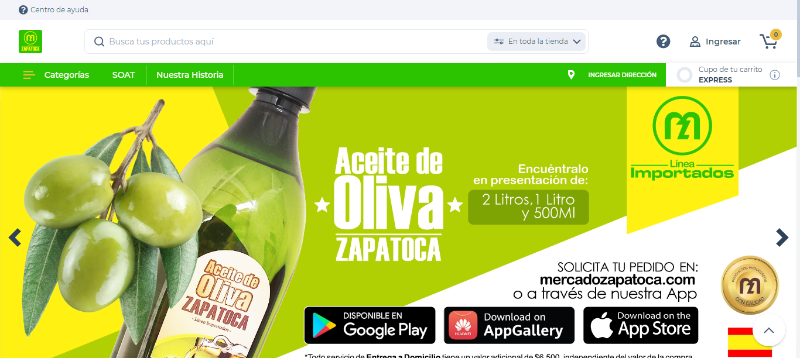 Centro de ayuda
ZAPATOCA
Busca tus productos aquí
En toda la tienda
Ingresar
0
Categorías
SOAT
Nuestra Historia
INGRESAR DIRECCIÓN
Cupo de tu carrito
EXPRESS
Línea
Importados
Aceite de
Oliva
ZAPATOCA
Encuéntralo
en presentación de:
2 Litros,1 Litro
y 500Ml
Aceite de
Oliva
ZAPATOCA
SOLICITA TU PEDIDO EN:
mercadozapatoca.com
o a través de nuestra App
DISPONIBLE EN
Google Play
HUAWEI
Download on
AppGallery
Download on the
App Store
*Todo servicio de Entrega a Domicilio tiene un valor adicional de $6.500, independiente del valor de la compra